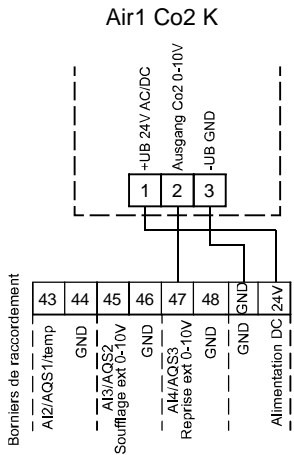 Air1 Co2 K
+UB 24V AC/DC
Ausgang Co2 0-10V
-UB GND
1 2 3
Borniers de raccordement
43 44 45 46 47 48 GND 24V
AI2/AQS1/temp
GND
AI3/AQS2
Soufflage ext 0-10V
GND
AI4/AQS3
Reprise ext 0-10V
GND
GND
Alimentation DC